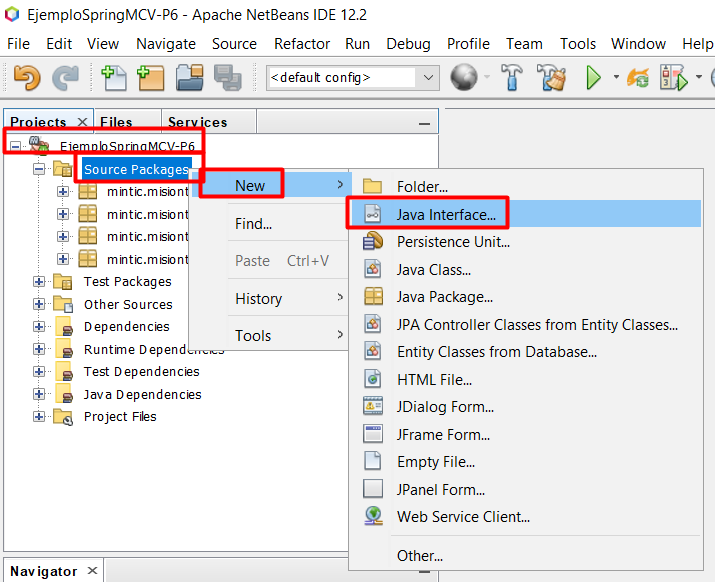 EjemploSpringMCV-P6 - Apache NetBeans IDE 12.2
File Edit View Navigate Source Refactor Run Debug Profile Team Tools Window Help
<default config>
Projects Files Services
EjemploSpringMCV-P6
Source Packages
mintic.misiont
mintic.misiont
mintic.misiont
mintic.misiont
Test Packages
Other Sources
Dependencies
Runtime Dependencies
Test Dependencies
Java Dependencies
Project Files
New
Find...
Paste Ctrl+V
History
Tools
Folder...
Java Interface...
Persistence Unit...
Java Class...
Java Package...
JPA Controller Classes from Entity Classes...
Entity Classes from Database...
HTML File...
JDialog Form...
JFrame Form...
Empty File...
JPanel Form...
Web Service Client...
Other...
Navigator